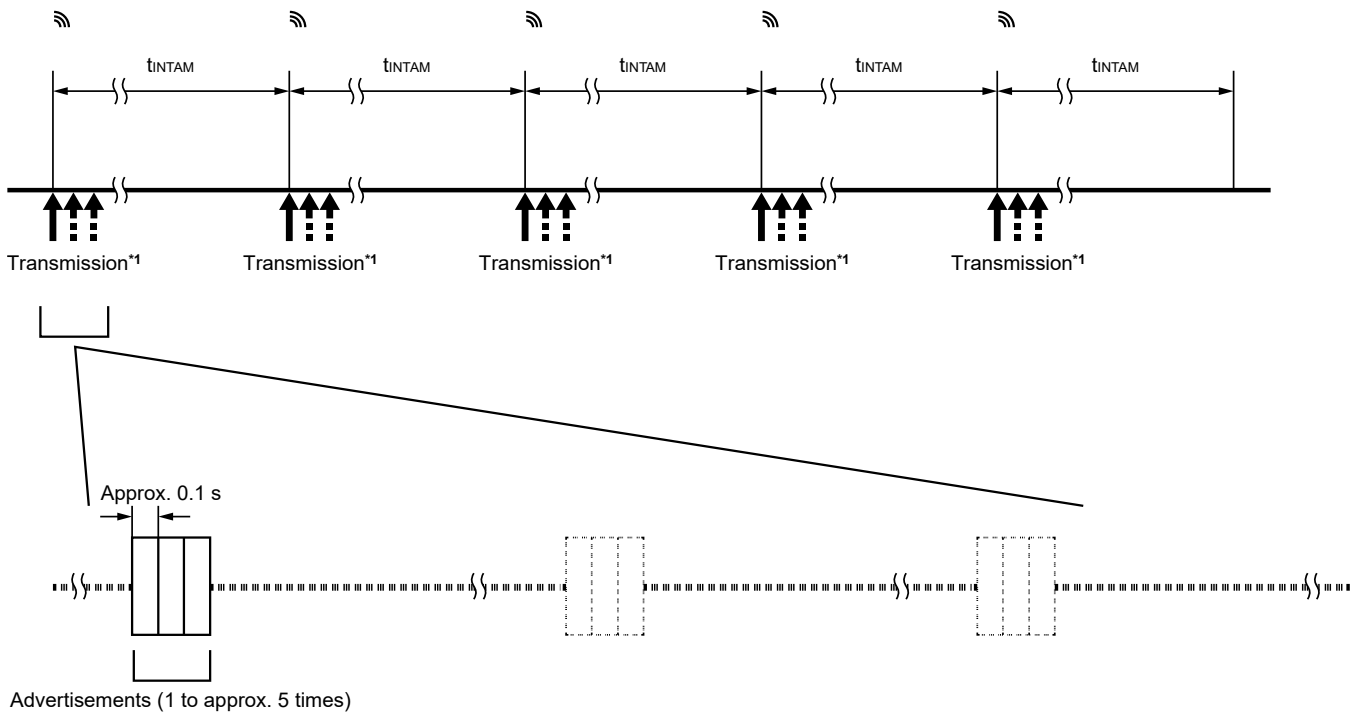 tINTAM tINTAM tINTAM tINTAM tINTAM
Transmission*1 Transmission*1 Transmission*1 Transmission*1 Transmission*1
Approx. 0.1 s
Advertisements (1 to approx. 5 times)